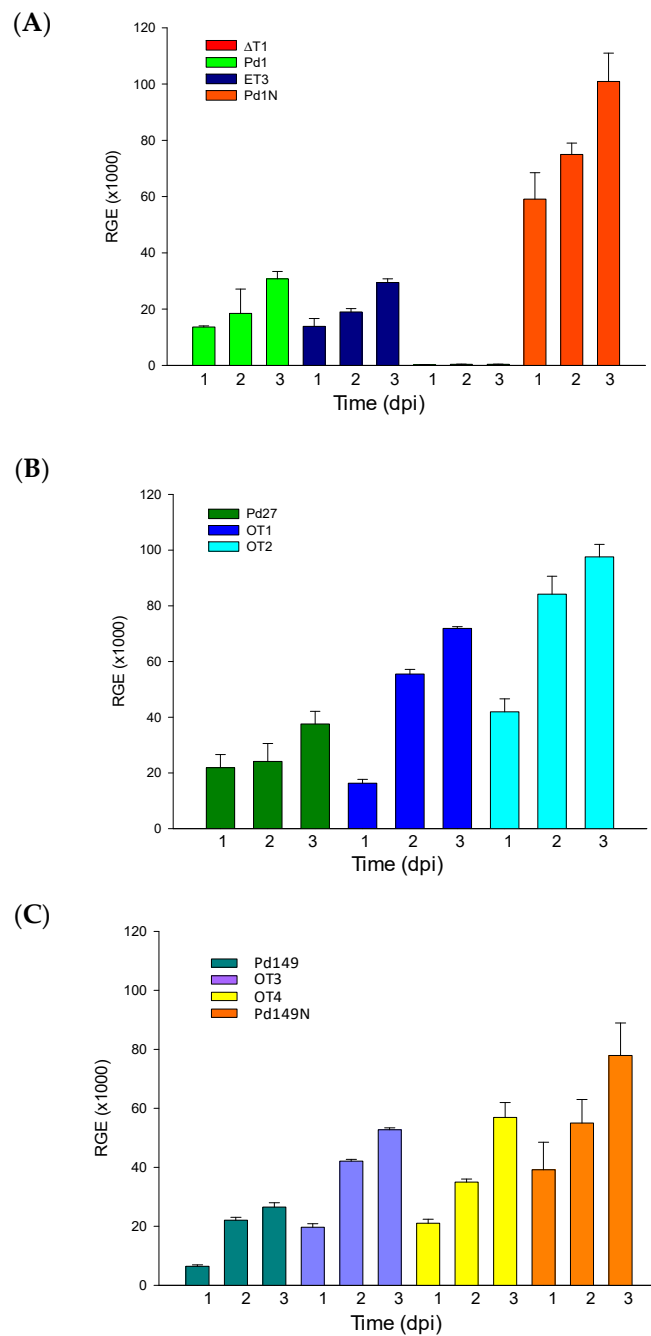 (A)
120
100
80
60
40
20
0
RGE (x1000)
ΔT1
Pd1
ET3
Pd1N
1 2 3 1 2 3 1 2 3 1 2 3
Time (dpi)
(B)
120
100
80
60
40
20
0
RGE (x1000)
Pd27
OT1
OT2
1 2 3 1 2 3 1 2 3
Time (dpi)
(C)
120
100
80
60
40
20
0
RGE (x1000)
Pd149
OT3
OT4
Pd149N
1 2 3 1 2 3 1 2 3 1 2 3
Time (dpi)